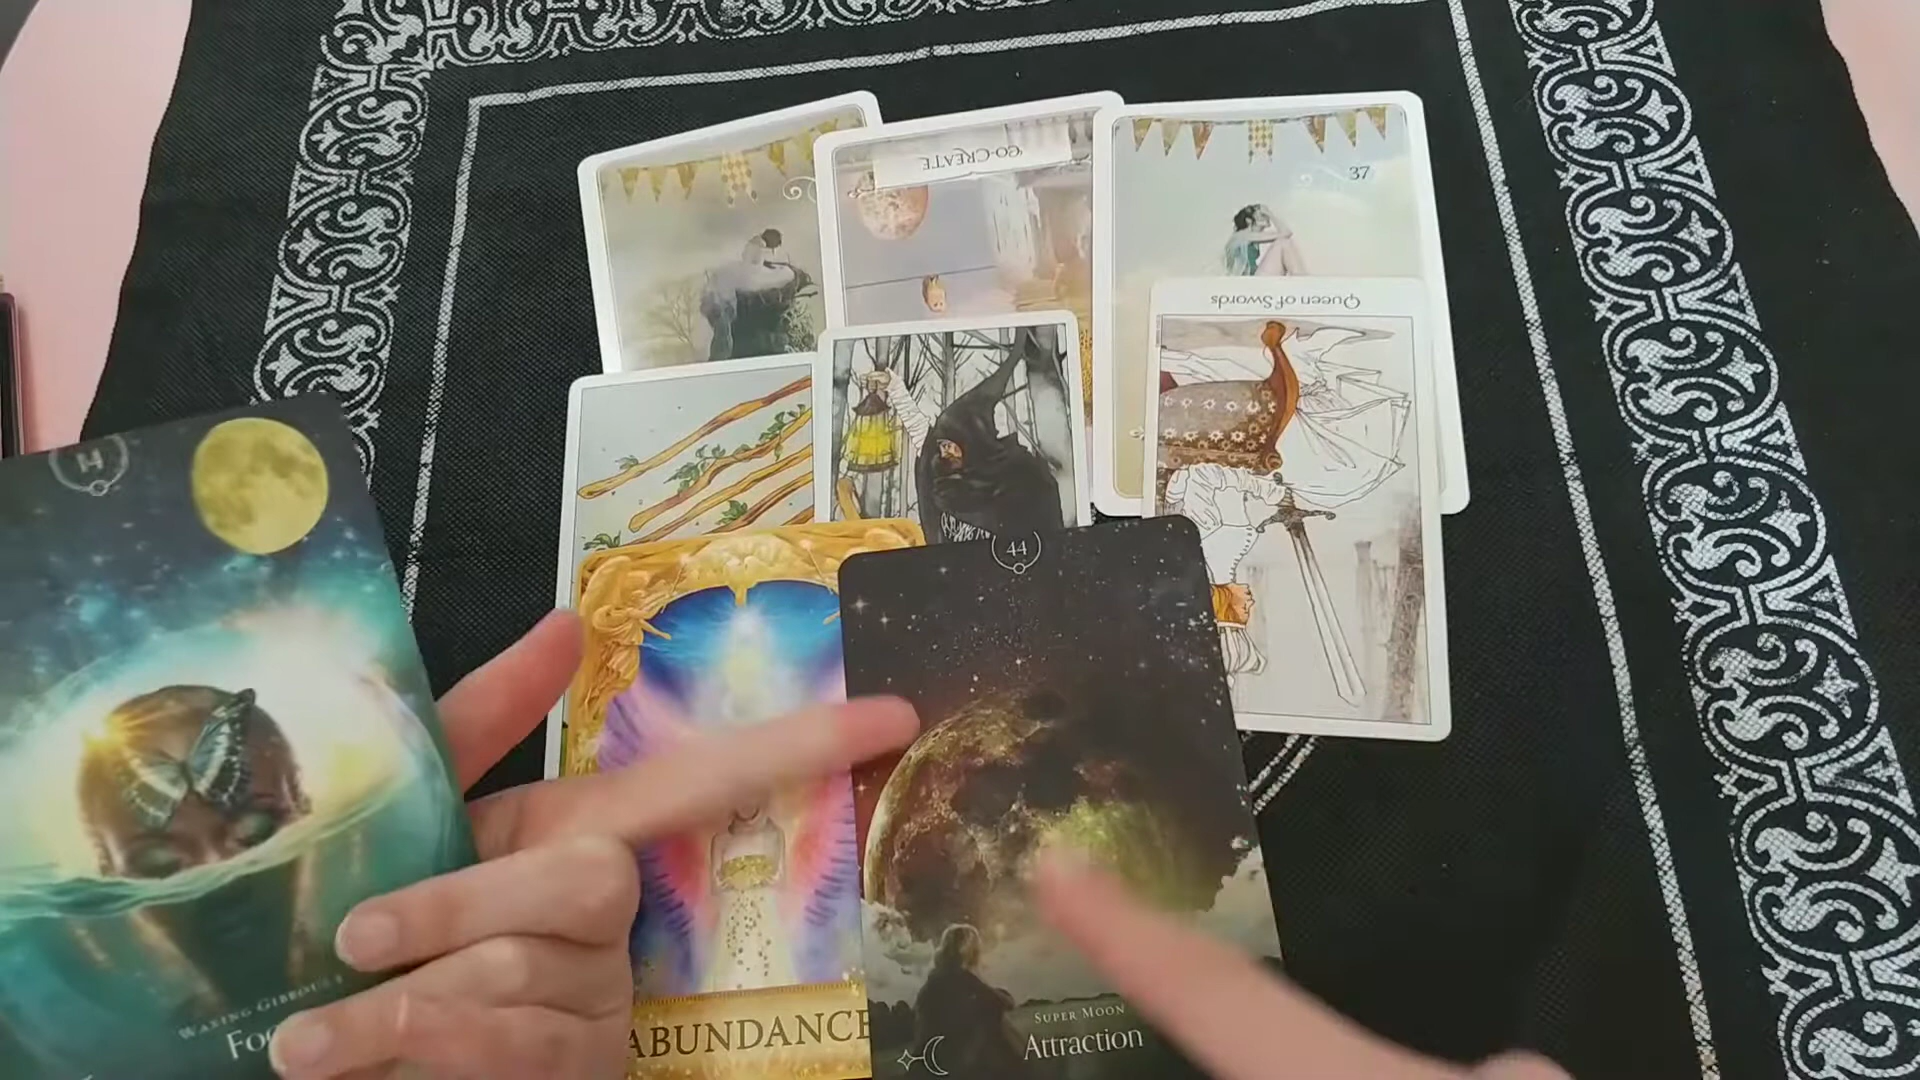 'CO-CREATE
37
Queen of Swords
44
WAXING GIBBOUS
ABUNDANCE
SUPER MOON
Attraction